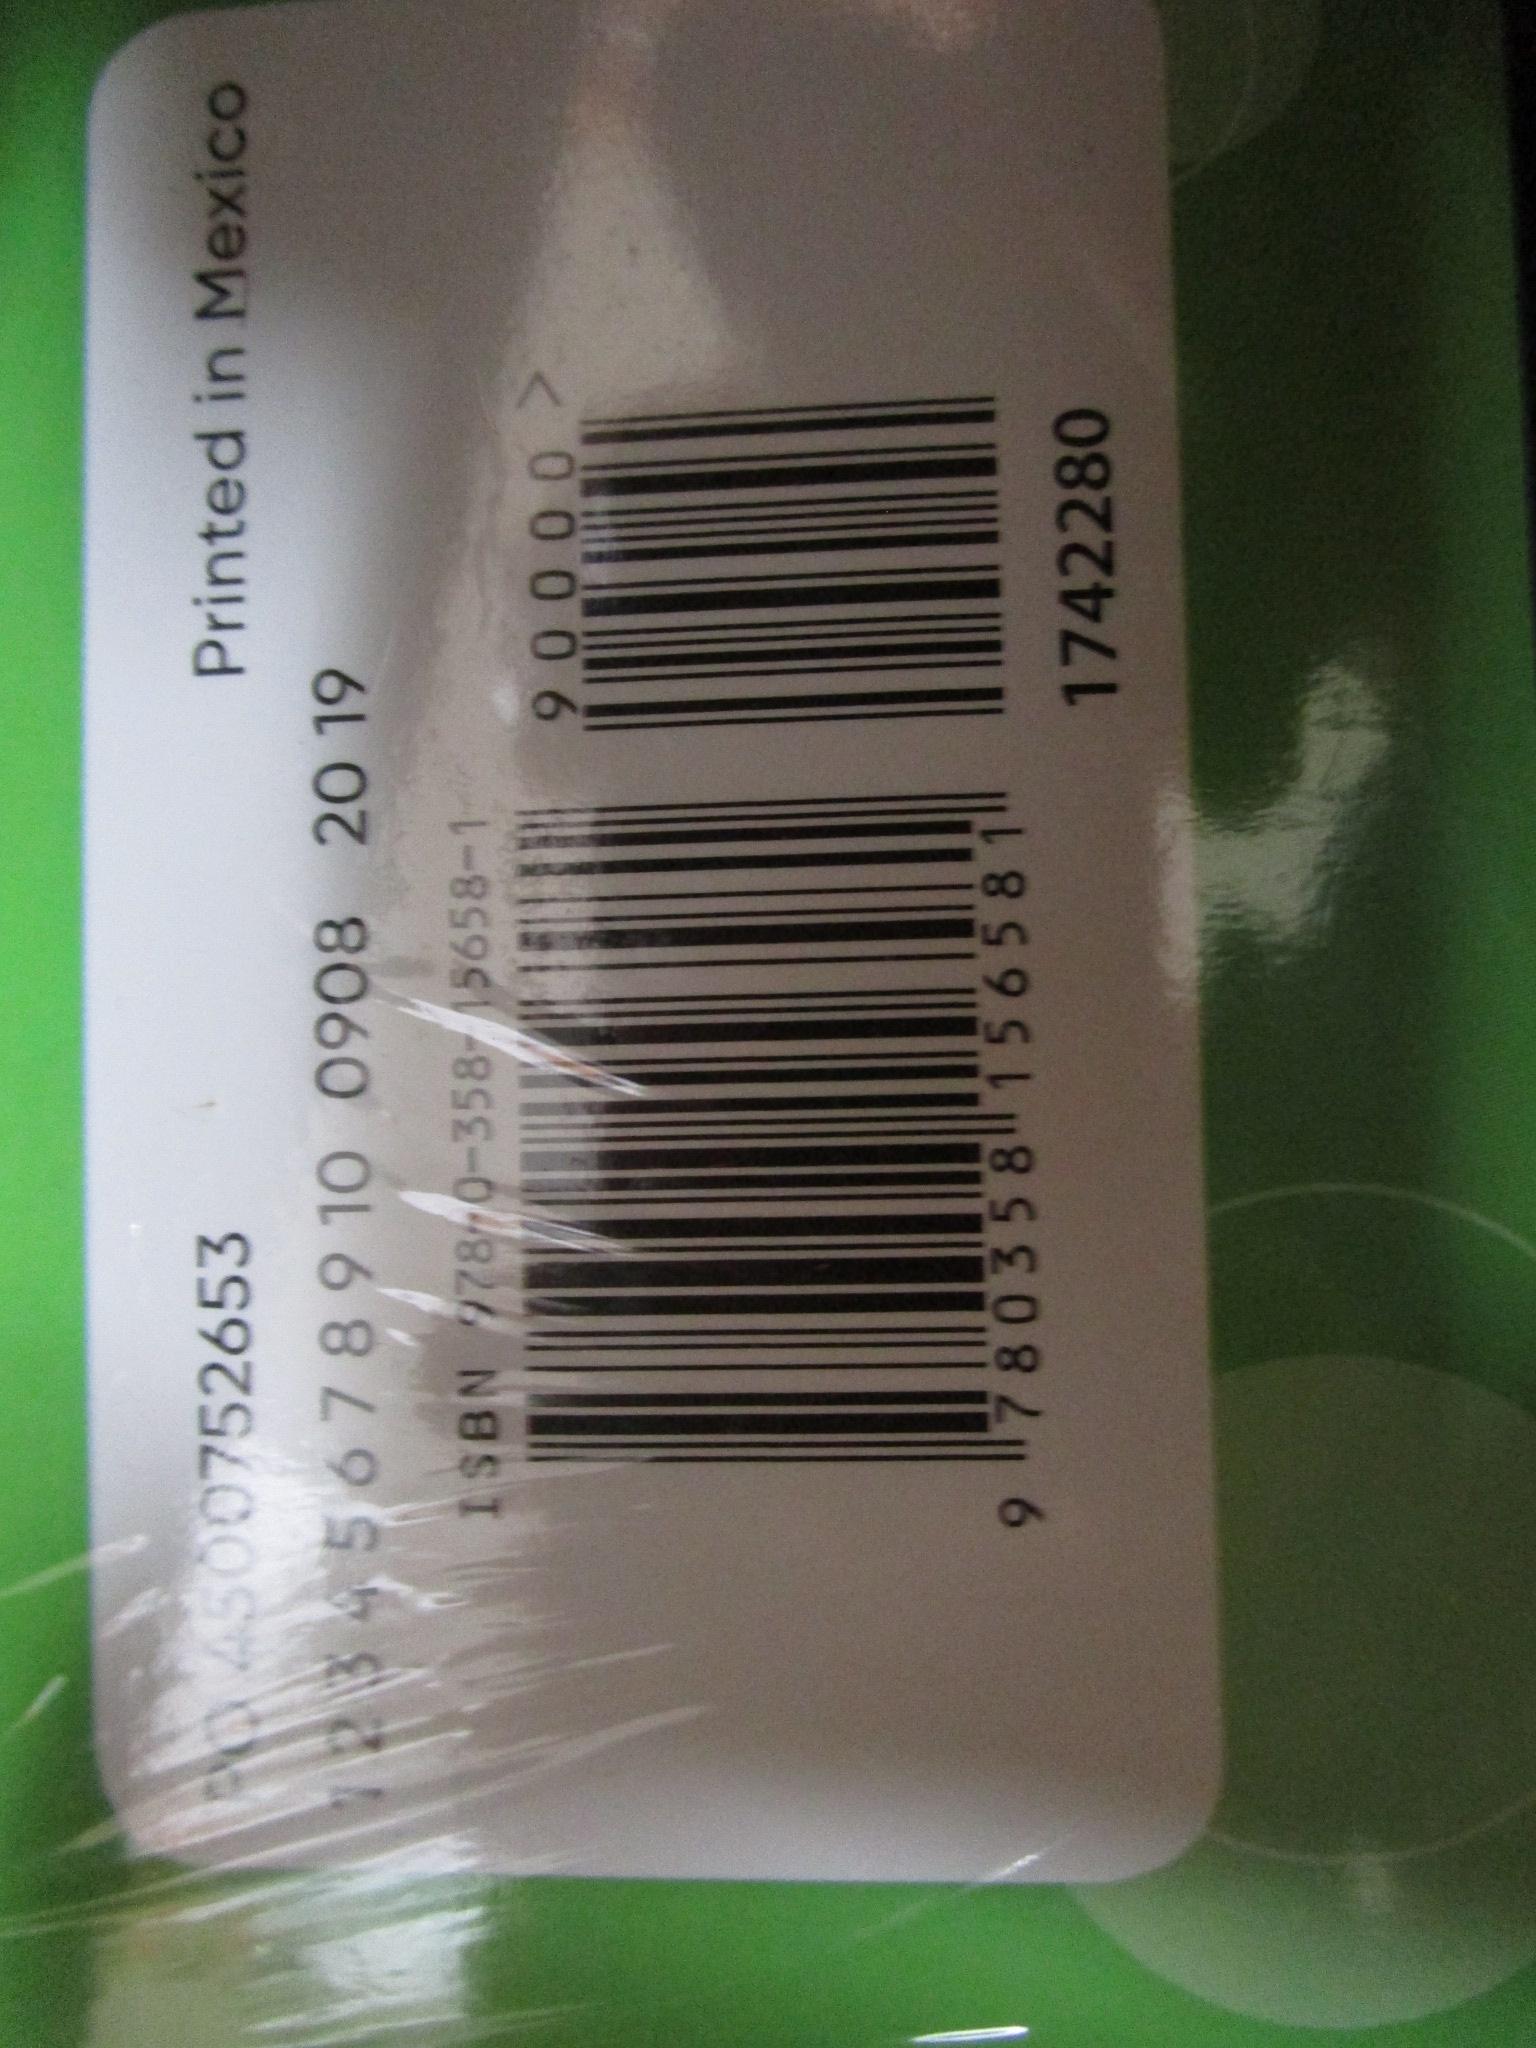 PO 4500752653 Printed in Mexico
1 2 3 4 5 6 7 8 9 10 0908 20 19
ISBN 978-0-358-15658-1
90000>
9 780358 156581
1742280